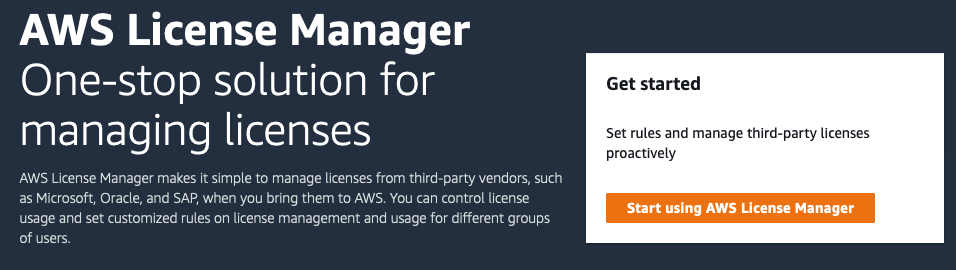 AWS License Manager
One-stop solution for
managing licenses
AWS License Manager makes it simple to manage licenses from third-party vendors, such
as Microsoft, Oracle, and SAP, when you bring them to AWS. You can control license
usage and set customized rules on license management and usage for different groups
of users.
Get started
Set rules and manage third-party licenses
proactively
Start using AWS License Manager